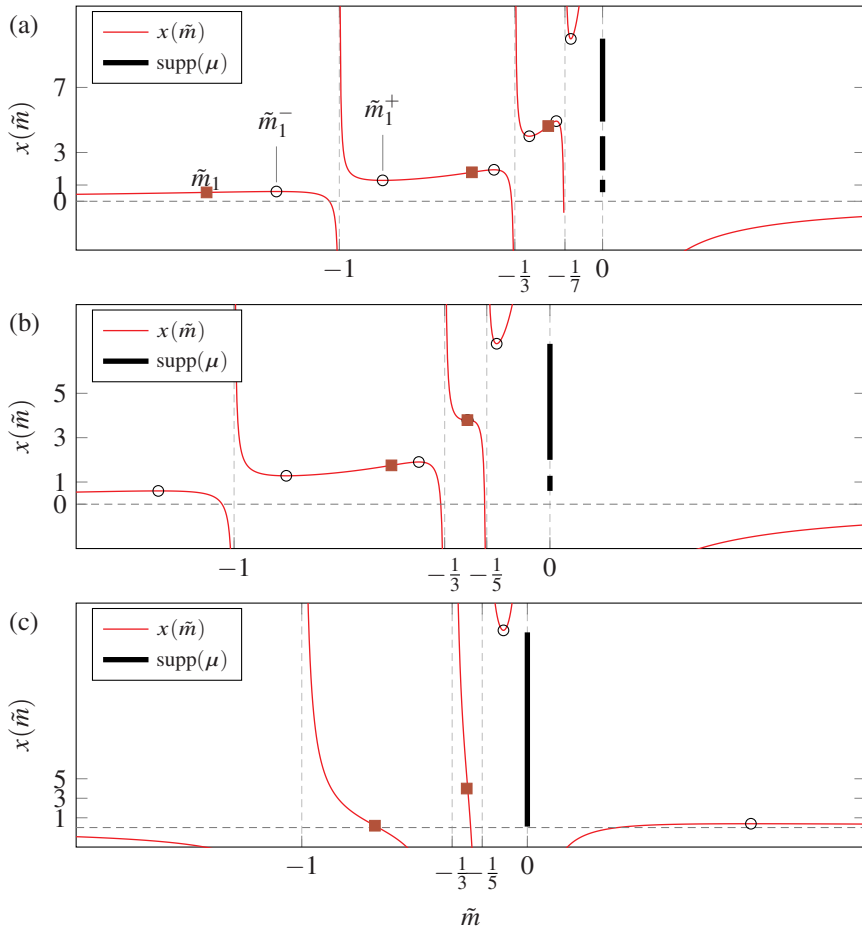 (a)
x(m̃)
supp(μ)
m̃₁⁻
m̃₁⁺
m̃₁
7
3
1
0
x(m̃)
−1
−1/3
−1/7
0
(b)
x(m̃)
supp(μ)
5
3
1
0
x(m̃)
−1
−1/3
−1/5
0
(c)
x(m̃)
supp(μ)
5
3
1
0
x(m̃)
−1
−1/3
−1/5
0
m̃